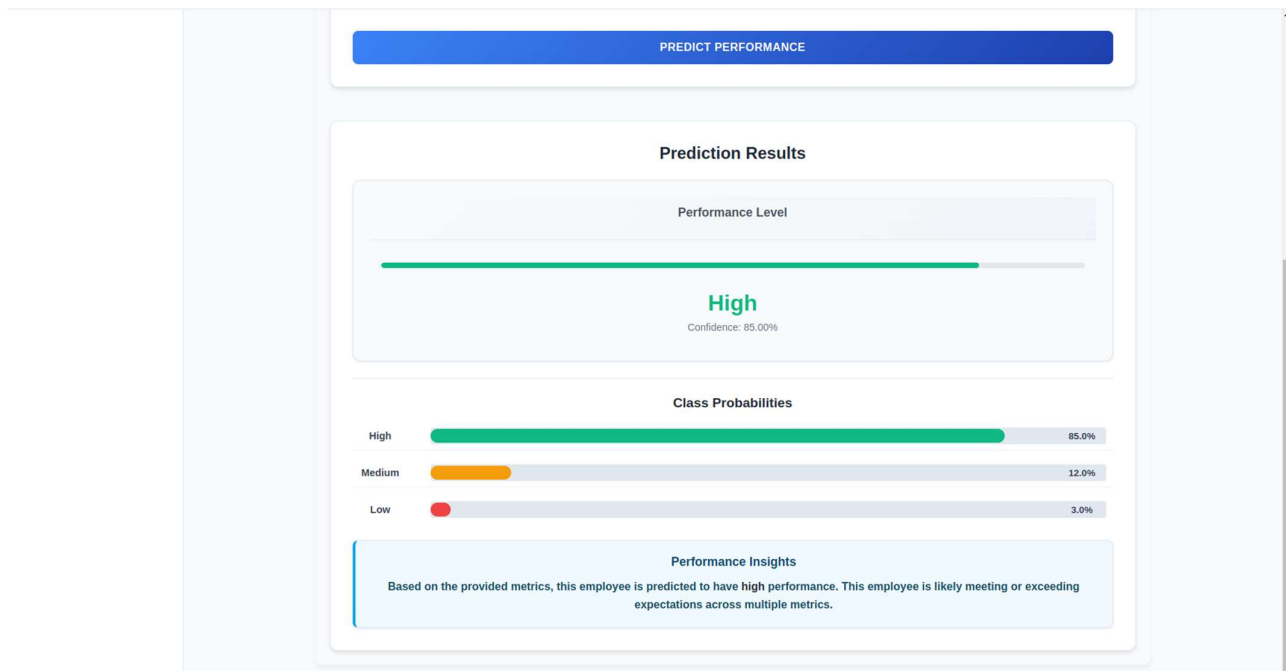 PREDICT PERFORMANCE
Prediction Results
Performance Level
High
Confidence: 85.00%
Class Probabilities
High 85.0%
Medium 12.0%
Low 3.0%
Performance Insights
Based on the provided metrics, this employee is predicted to have high performance. This employee is likely meeting or exceeding
expectations across multiple metrics.